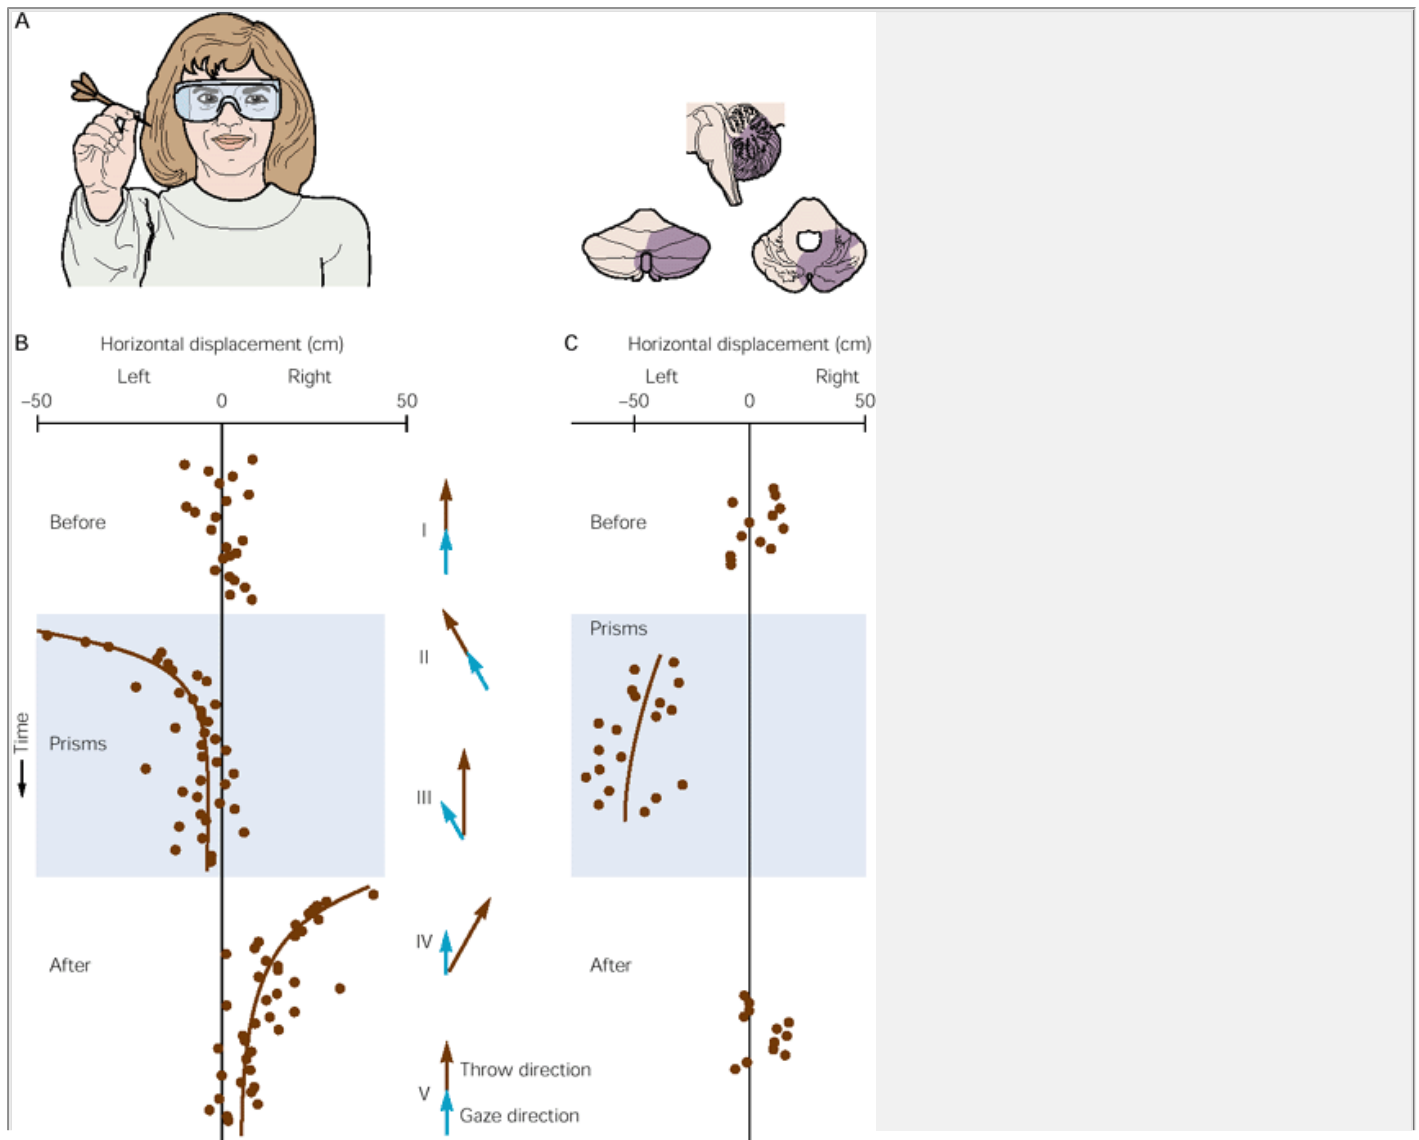 A
B
Horizontal displacement (cm)
Left Right
–50 0 50
Before
Prisms
After
Time
I
II
III
IV
V
Throw direction
Gaze direction
C
Horizontal displacement (cm)
Left Right
–50 0 50
Before
Prisms
After